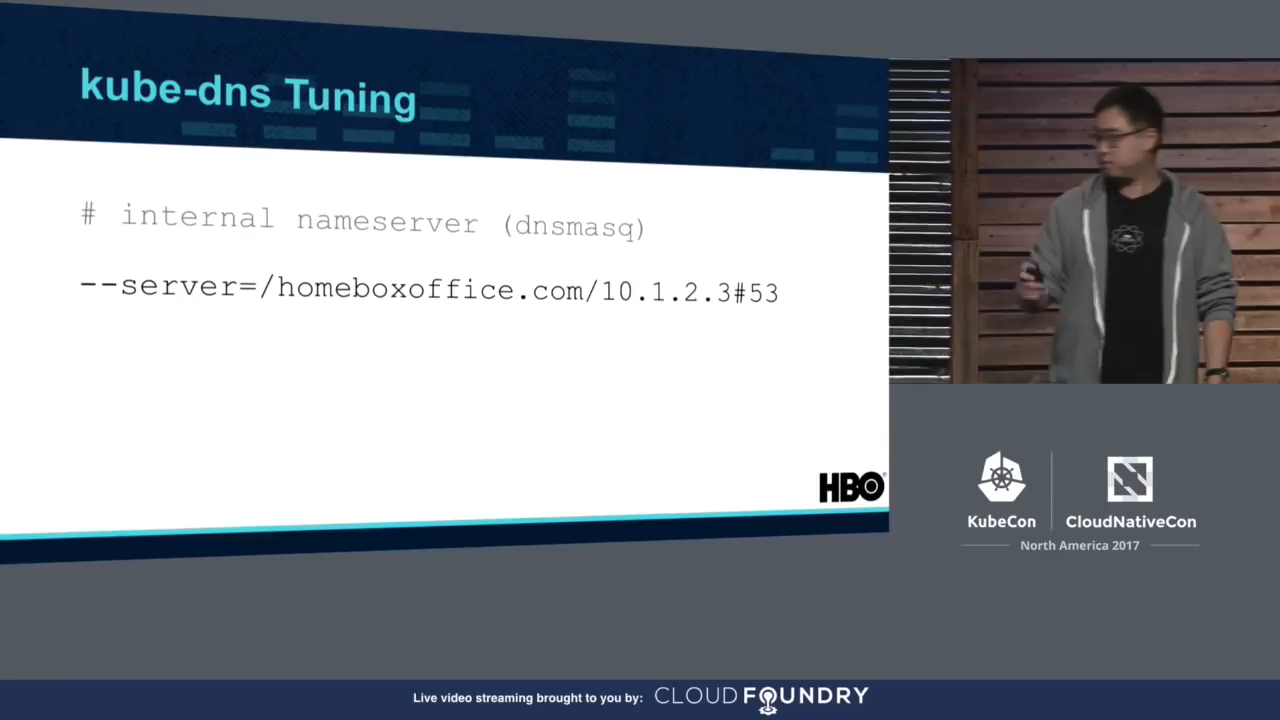 kube-dns Tuning
# internal nameserver (dnsmasq)
--server=/homeboxoffice.com/10.1.2.3#53
HBO
KubeCon
CloudNativeCon
North America 2017
Live video streaming brought to you by: CLOUD FOUNDRY